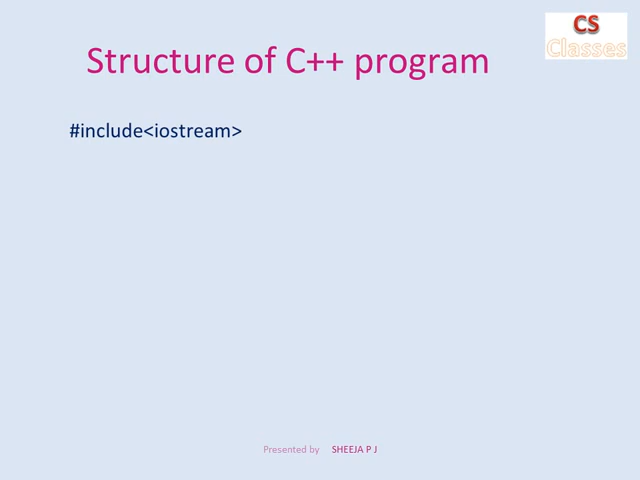 CS
Classes
Structure of C++ program
#include<iostream>
Presented by SHEEJA P J